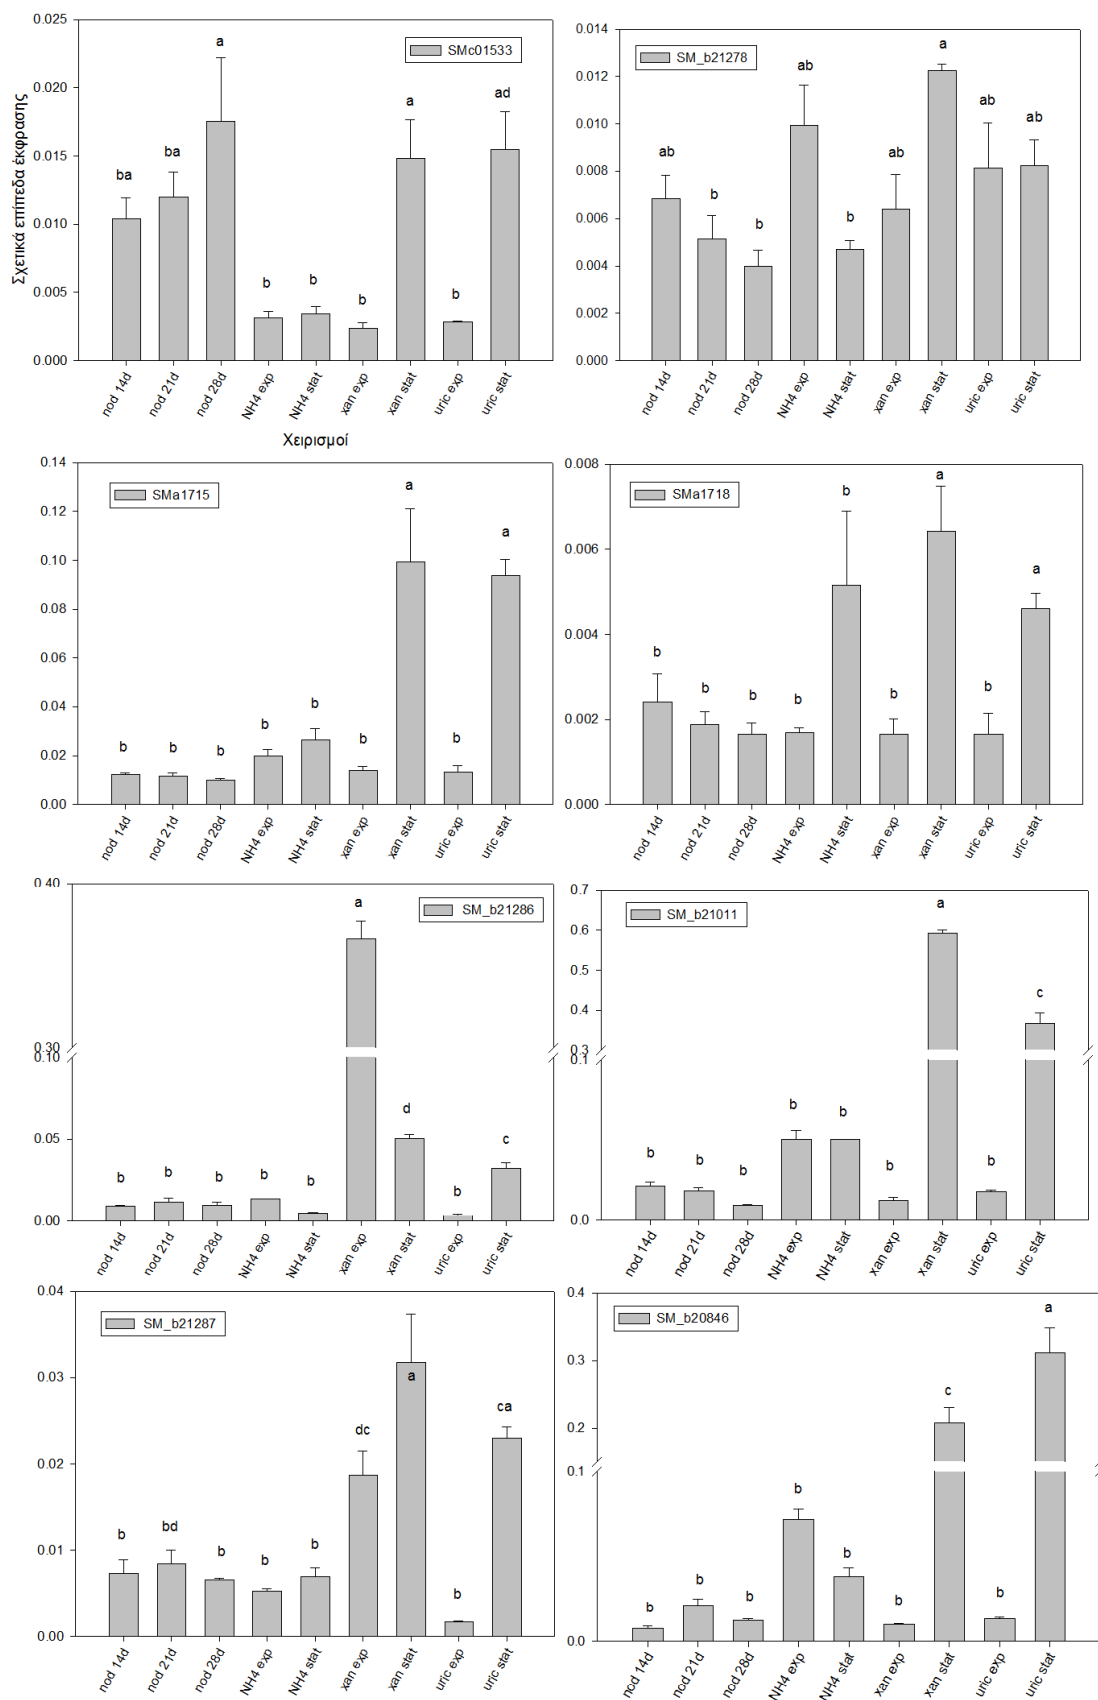 SMc01533
Σχετικά επίπεδα έκφρασης
0.025
0.020
0.015
0.010
0.005
0.000
ba
ba
a
b
b
b
a
b
ad
nod 14d
nod 21d
nod 28d
NH4 exp
NH4 stat
xan exp
xan stat
uric exp
uric stat
Χειρισμοί
SM_b21278
0.014
0.012
0.010
0.008
0.006
0.004
0.002
0.000
ab
b
b
ab
b
ab
a
ab
ab
nod 14d
nod 21d
nod 28d
NH4 exp
NH4 stat
xan exp
xan stat
uric exp
uric stat
SMa1715
0.14
0.12
0.10
0.08
0.06
0.04
0.02
0.00
b
b
b
b
b
b
a
b
a
nod 14d
nod 21d
nod 28d
NH4 exp
NH4 stat
xan exp
xan stat
uric exp
uric stat
SMa1718
0.008
0.006
0.004
0.002
0.000
b
b
b
b
b
b
a
b
a
nod 14d
nod 21d
nod 28d
NH4 exp
NH4 stat
xan exp
xan stat
uric exp
uric stat
SM_b21286
0.40
0.30
0.10
0.05
0.00
b
b
b
b
b
a
d
b
c
nod 14d
nod 21d
nod 28d
NH4 exp
NH4 stat
xan exp
xan stat
uric exp
uric stat
SM_b21011
0.7
0.6
0.5
0.4
0.3
0.1
0.0
b
b
b
b
b
b
a
b
c
nod 14d
nod 21d
nod 28d
NH4 exp
NH4 stat
xan exp
xan stat
uric exp
uric stat
SM_b21287
0.04
0.03
0.02
0.01
0.00
b
bd
b
b
b
dc
a
b
ca
nod 14d
nod 21d
nod 28d
NH4 exp
NH4 stat
xan exp
xan stat
uric exp
uric stat
SM_b20846
0.4
0.3
0.2
0.1
0.0
b
b
b
b
b
b
c
b
a
nod 14d
nod 21d
nod 28d
NH4 exp
NH4 stat
xan exp
xan stat
uric exp
uric stat